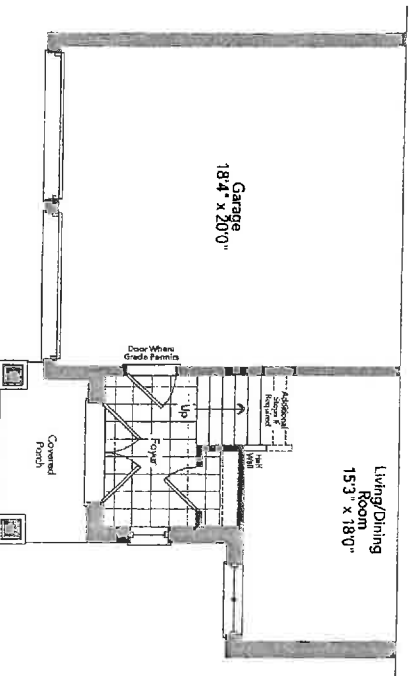 Garage
18'4" x 20'0"
Door Where
Grade Permits
Up
Additional
Steps if
Required
Half
Wall
Foyer
Covered
Porch
Living/Dining
Room
15'3" x 18'0"